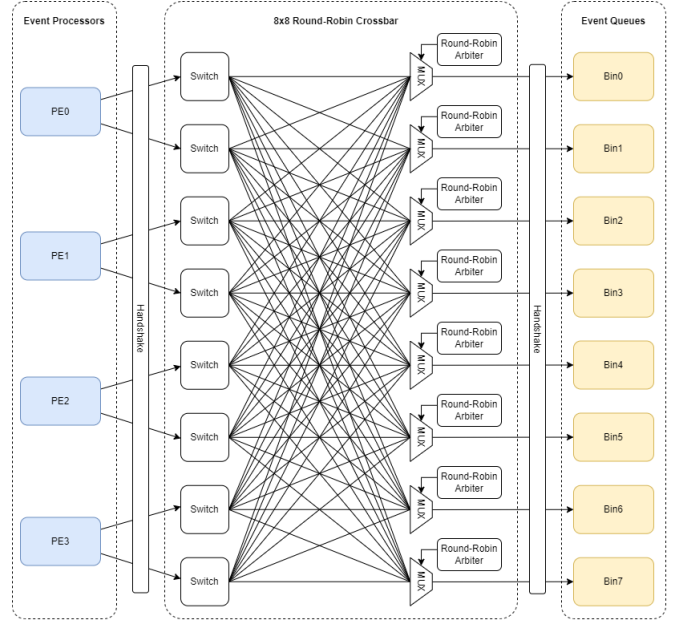 Event Processors
8x8 Round-Robin Crossbar
Event Queues
PE0
PE1
PE2
PE3
Handshake
Switch
Switch
Switch
Switch
Switch
Switch
Switch
Switch
Round-Robin
Arbiter
MUX
Round-Robin
Arbiter
MUX
Round-Robin
Arbiter
MUX
Round-Robin
Arbiter
MUX
Round-Robin
Arbiter
MUX
Round-Robin
Arbiter
MUX
Round-Robin
Arbiter
MUX
Round-Robin
Arbiter
MUX
Handshake
Bin0
Bin1
Bin2
Bin3
Bin4
Bin5
Bin6
Bin7